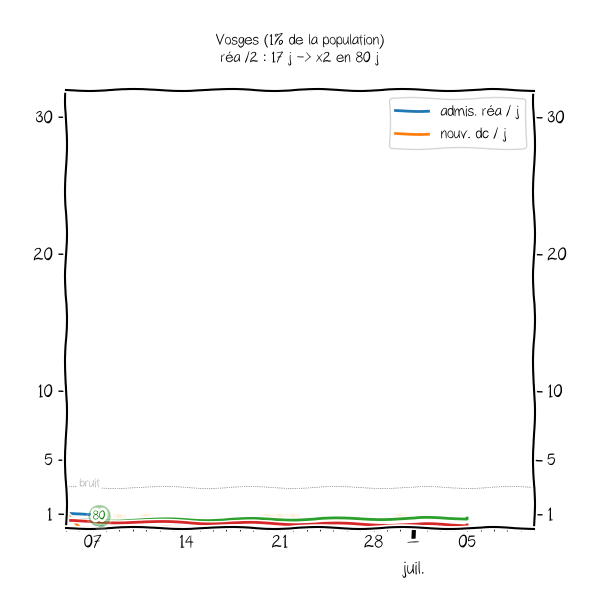 Vosges (1% de la population)
réa /2 : 17 j -> x2 en 80 j
admis. réa / j
nouv. dc / j
30
30
20
20
10
10
5
5
bruit
1
80
1
07 14 21 28 05
juil.